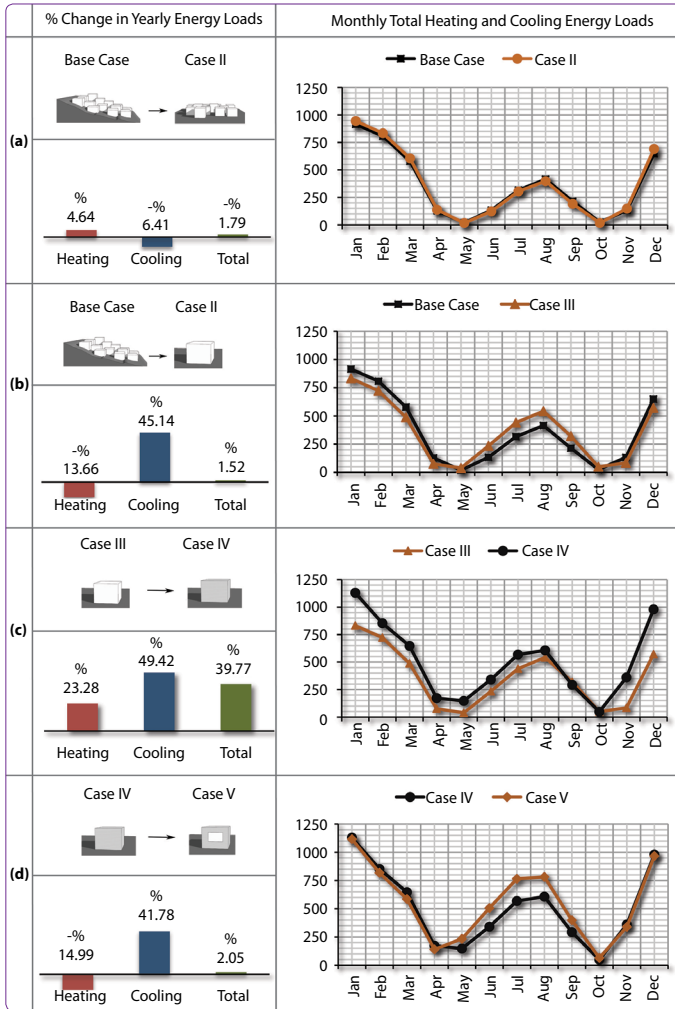 % Change in Yearly Energy Loads
Monthly Total Heating and Cooling Energy Loads
(a)
Base Case Case II
% -% -%
4.64 6.41 1.79
Heating Cooling Total
Base Case Case II
1250
1000
750
500
250
0
Jan Feb Mar Apr May Jun Jul Aug Sep Oct Nov Dec
(b)
Base Case Case II
-% % %
13.66 45.14 1.52
Heating Cooling Total
Base Case Case III
1250
1000
750
500
250
0
Jan Feb Mar Apr May Jun Jul Aug Sep Oct Nov Dec
(c)
Case III Case IV
% % %
23.28 49.42 39.77
Heating Cooling Total
Case III Case IV
1250
1000
750
500
250
0
Jan Feb Mar Apr May Jun Jul Aug Sep Oct Nov Dec
(d)
Case IV Case V
-% % %
14.99 41.78 2.05
Heating Cooling Total
Case IV Case V
1250
1000
750
500
250
0
Jan Feb Mar Apr May Jun Jul Aug Sep Oct Nov Dec